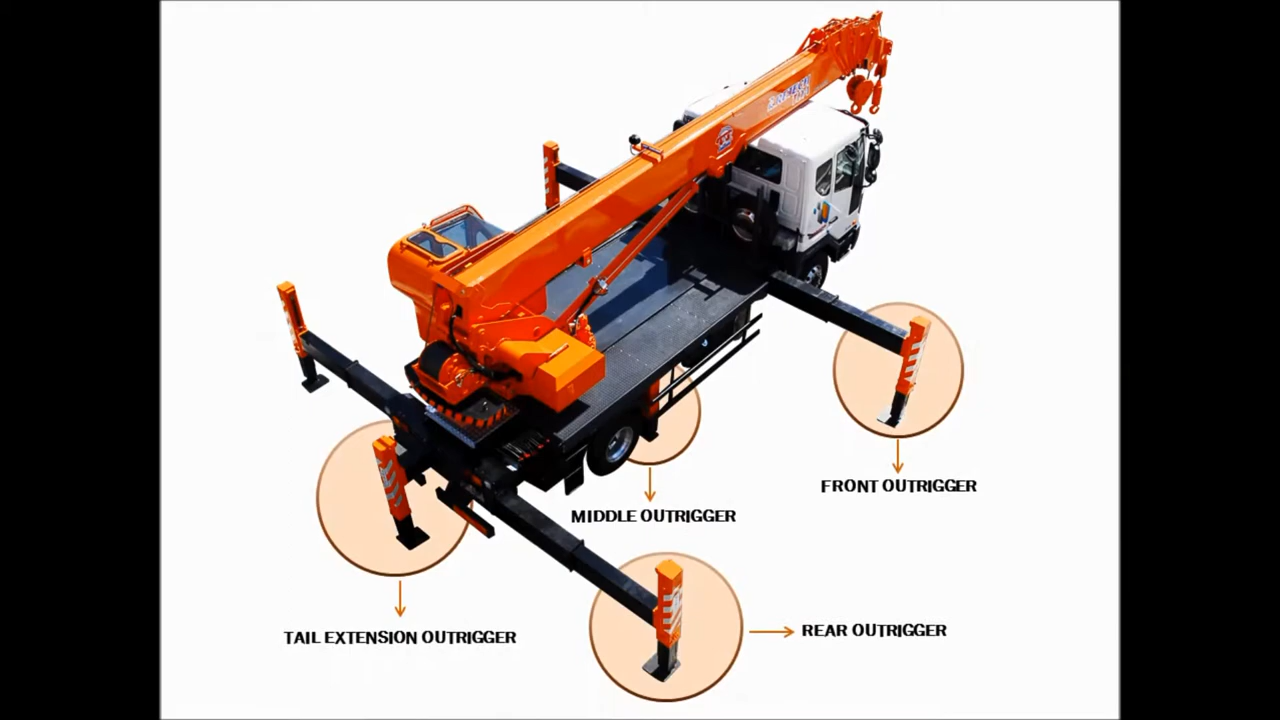 FRONT OUTRIGGER
MIDDLE OUTRIGGER
REAR OUTRIGGER
TAIL EXTENSION OUTRIGGER